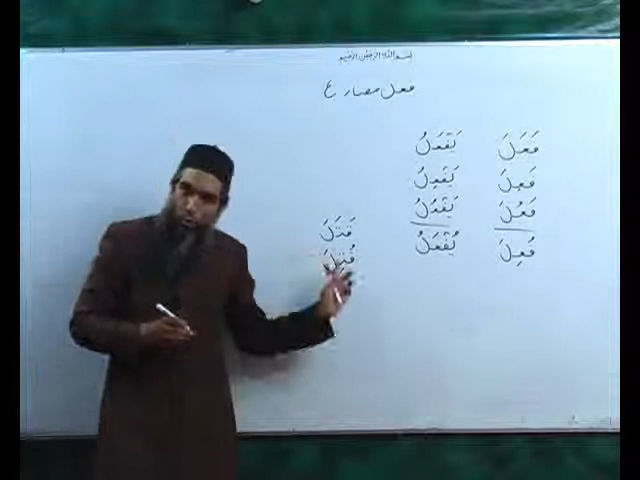 بسم الله الرحمن الرحيم
فعل مضارع
فَعَلَ يَفْعَلُ
فَعِلَ يَفْعِلُ
فَعُلَ يَفْعُلُ
فُعِلَ يُفْعَلُ
قَتَلَ
قُتِلَ